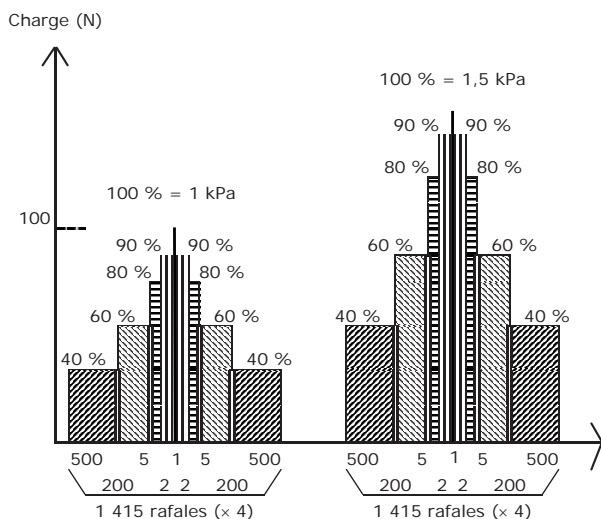 Charge (N)
100 % = 1,5 kPa
90 % 90 %
80 % 80 %
100 % = 1 kPa
100
90 % 90 %
60 % 60 %
80 % 80 %
60 % 60 %
40 % 40 %
40 % 40 %
500 5 1 5 500
200 2 2 200
1 415 rafales (× 4)
500 5 1 5 500
200 2 2 200
1 415 rafales (× 4)